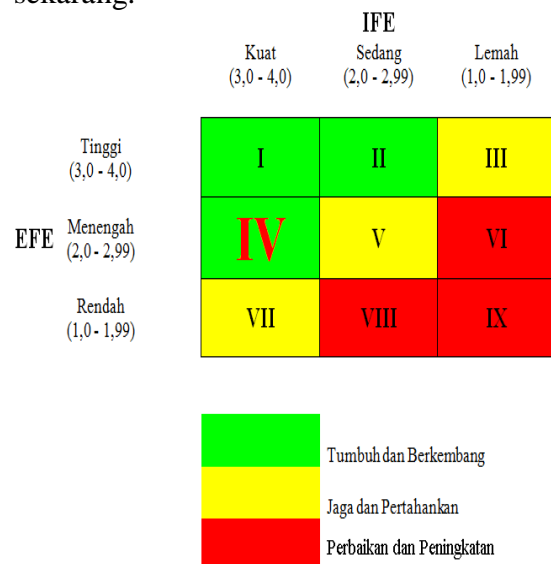 sekarang.
IFE
Kuat Sedang Lemah
(3,0 - 4,0) (2,0 - 2,99) (1,0 - 1,99)
Tinggi
(3,0 - 4,0)
I II III
EFE Menengah
(2,0 - 2,99)
IV V VI
Rendah
(1,0 - 1,99)
VII VIII IX
Tumbuh dan Berkembang
Jaga dan Pertahankan
Perbaikan dan Peningkatan